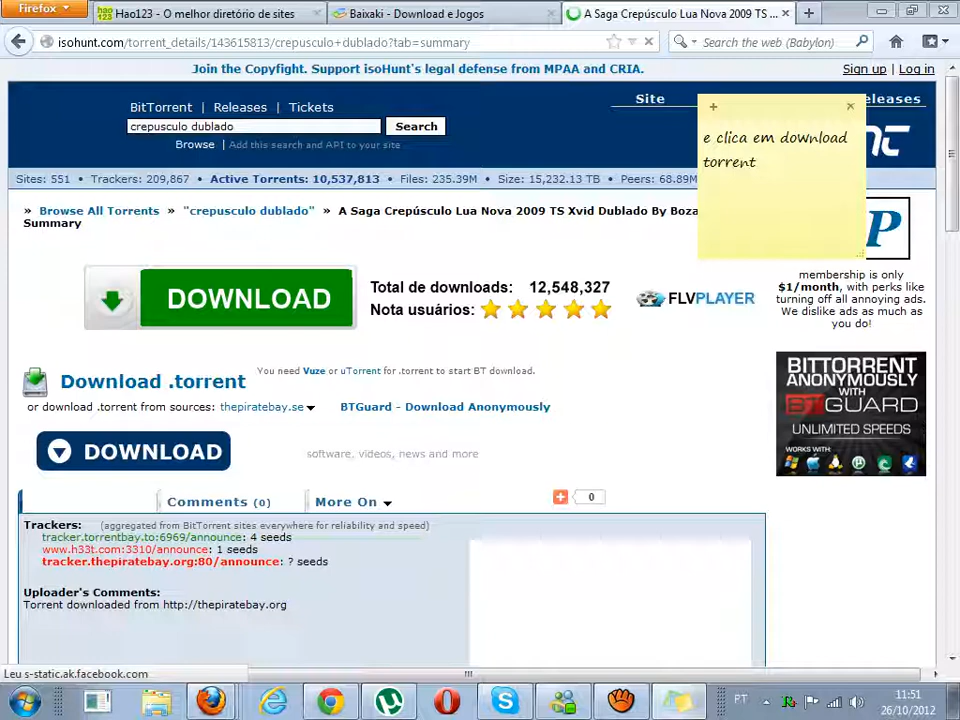 Firefox
Hao123 - O melhor diretório de sites
Baixaki - Download e Jogos
A Saga Crepúsculo Lua Nova 2009 TS ...
isohunt.com/torrent_details/143615813/crepusculo+dublado?tab=summary
Search the web (Babylon)
Join the Copyfight. Support isoHunt's legal defense from MPAA and CRIA.
Sign up | Log in
BitTorrent | Releases | Tickets
Site
eleases
crepusculo dublado
Search
Browse | Add this search and API to your site
e clica em download
torrent
Sites: 551 • Trackers: 209,867 • Active Torrents: 10,537,813 • Files: 235.39M • Size: 15,232.13 TB • Peers: 68.89M
» Browse All Torrents » "crepusculo dublado" » A Saga Crepúsculo Lua Nova 2009 TS Xvid Dublado By Boza
Summary
P
membership is only
$1/month, with perks like
turning off all annoying ads.
We dislike ads as much as
you do!
DOWNLOAD
Total de downloads: 12,548,327
Nota usuários:
FLVPLAYER
Download .torrent
You need Vuze or uTorrent for .torrent to start BT download.
or download .torrent from sources: thepiratebay.se
BTGuard - Download Anonymously
BITTORRENT
ANONYMOUSLY
WITH
BTGUARD
UNLIMITED SPEEDS
WORKS WITH:
DOWNLOAD
software, videos, news and more
Comments (0)
More On
0
Trackers: (aggregated from BitTorrent sites everywhere for reliability and speed)
tracker.torrentbay.to:6969/announce: 4 seeds
www.h33t.com:3310/announce: 1 seeds
tracker.thepiratebay.org:80/announce: ? seeds
Uploader's Comments:
Torrent downloaded from http://thepiratebay.org
Leu s-static.ak.facebook.com
PT
11:51
26/10/2012